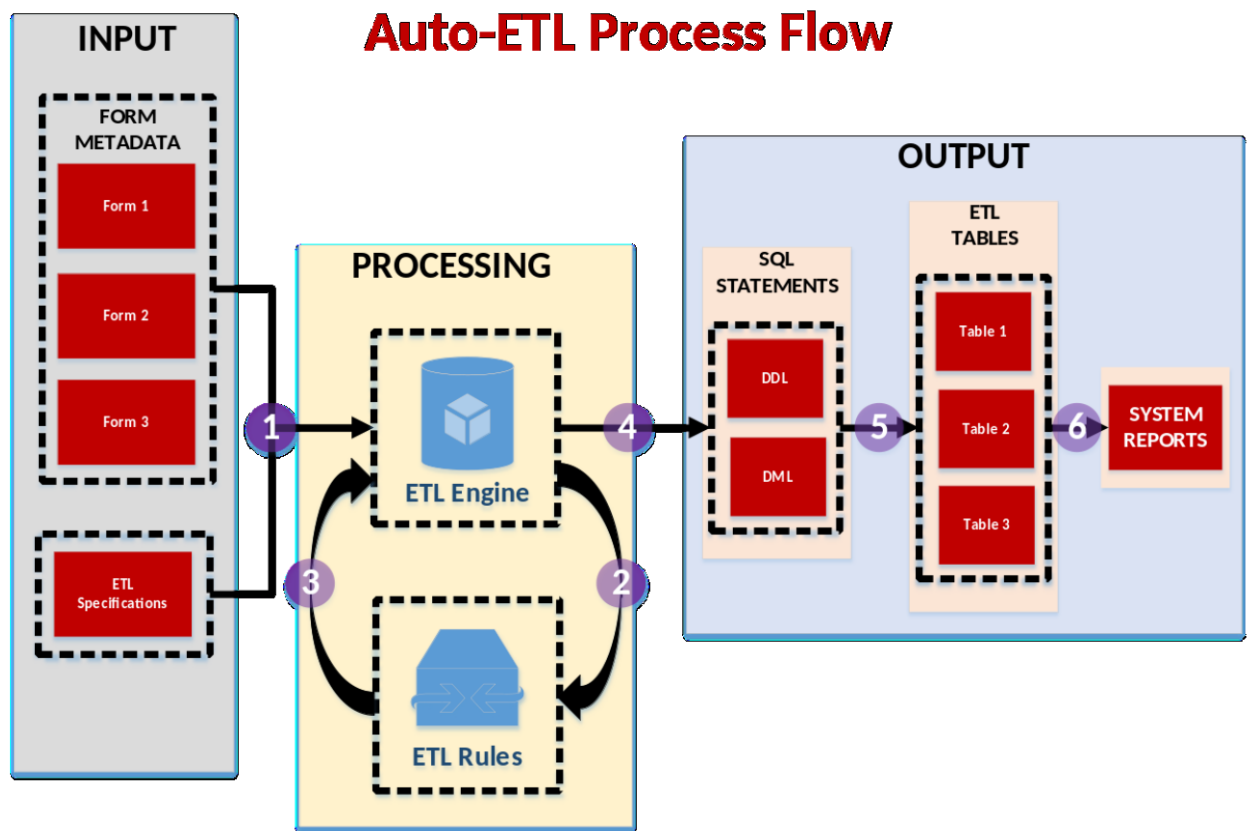 Auto-ETL Process Flow
INPUT
FORM
METADATA
Form 1
Form 2
Form 3
ETL
Specifications
1
PROCESSING
ETL Engine
2
3
ETL Rules
4
OUTPUT
SQL
STATEMENTS
DDL
DML
5
ETL
TABLES
Table 1
Table 2
Table 3
6
SYSTEM
REPORTS